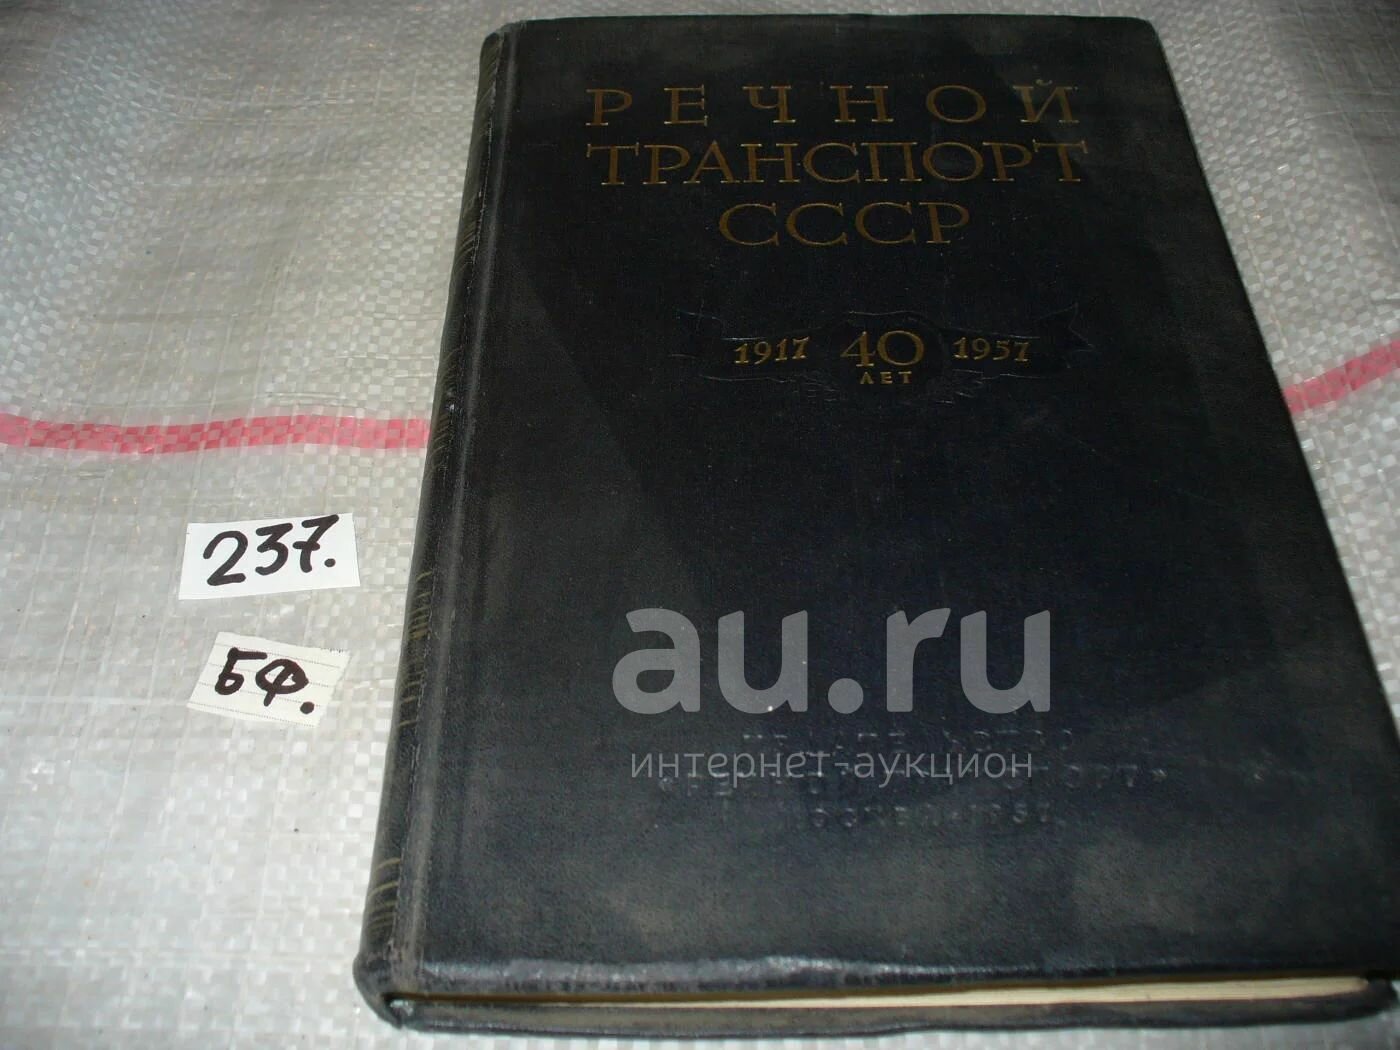 РЕЧНОЙ
ТРАНСПОРТ
СССР
1917 40 1957
ЛЕТ
237.
БФ.
au.ru
интернет-аукцион